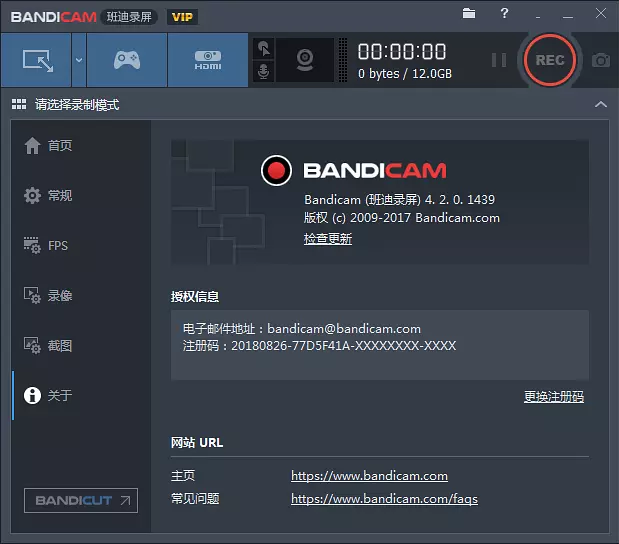 BANDICAM 班迪录屏 VIP
?
HDMI
00:00:00
0 bytes / 12.0GB
REC
请选择录制模式
首页
常规
FPS
录像
截图
关于
BANDICUT
BANDICAM
Bandicam (班迪录屏) 4. 2. 0. 1439
版权 (c) 2009-2017 Bandicam.com
检查更新
授权信息
电子邮件地址：bandicam@bandicam.com
注册码：20180826-77D5F41A-XXXXXXXX-XXXX
更换注册码
网站 URL
主页 https://www.bandicam.com
常见问题 https://www.bandicam.com/faqs